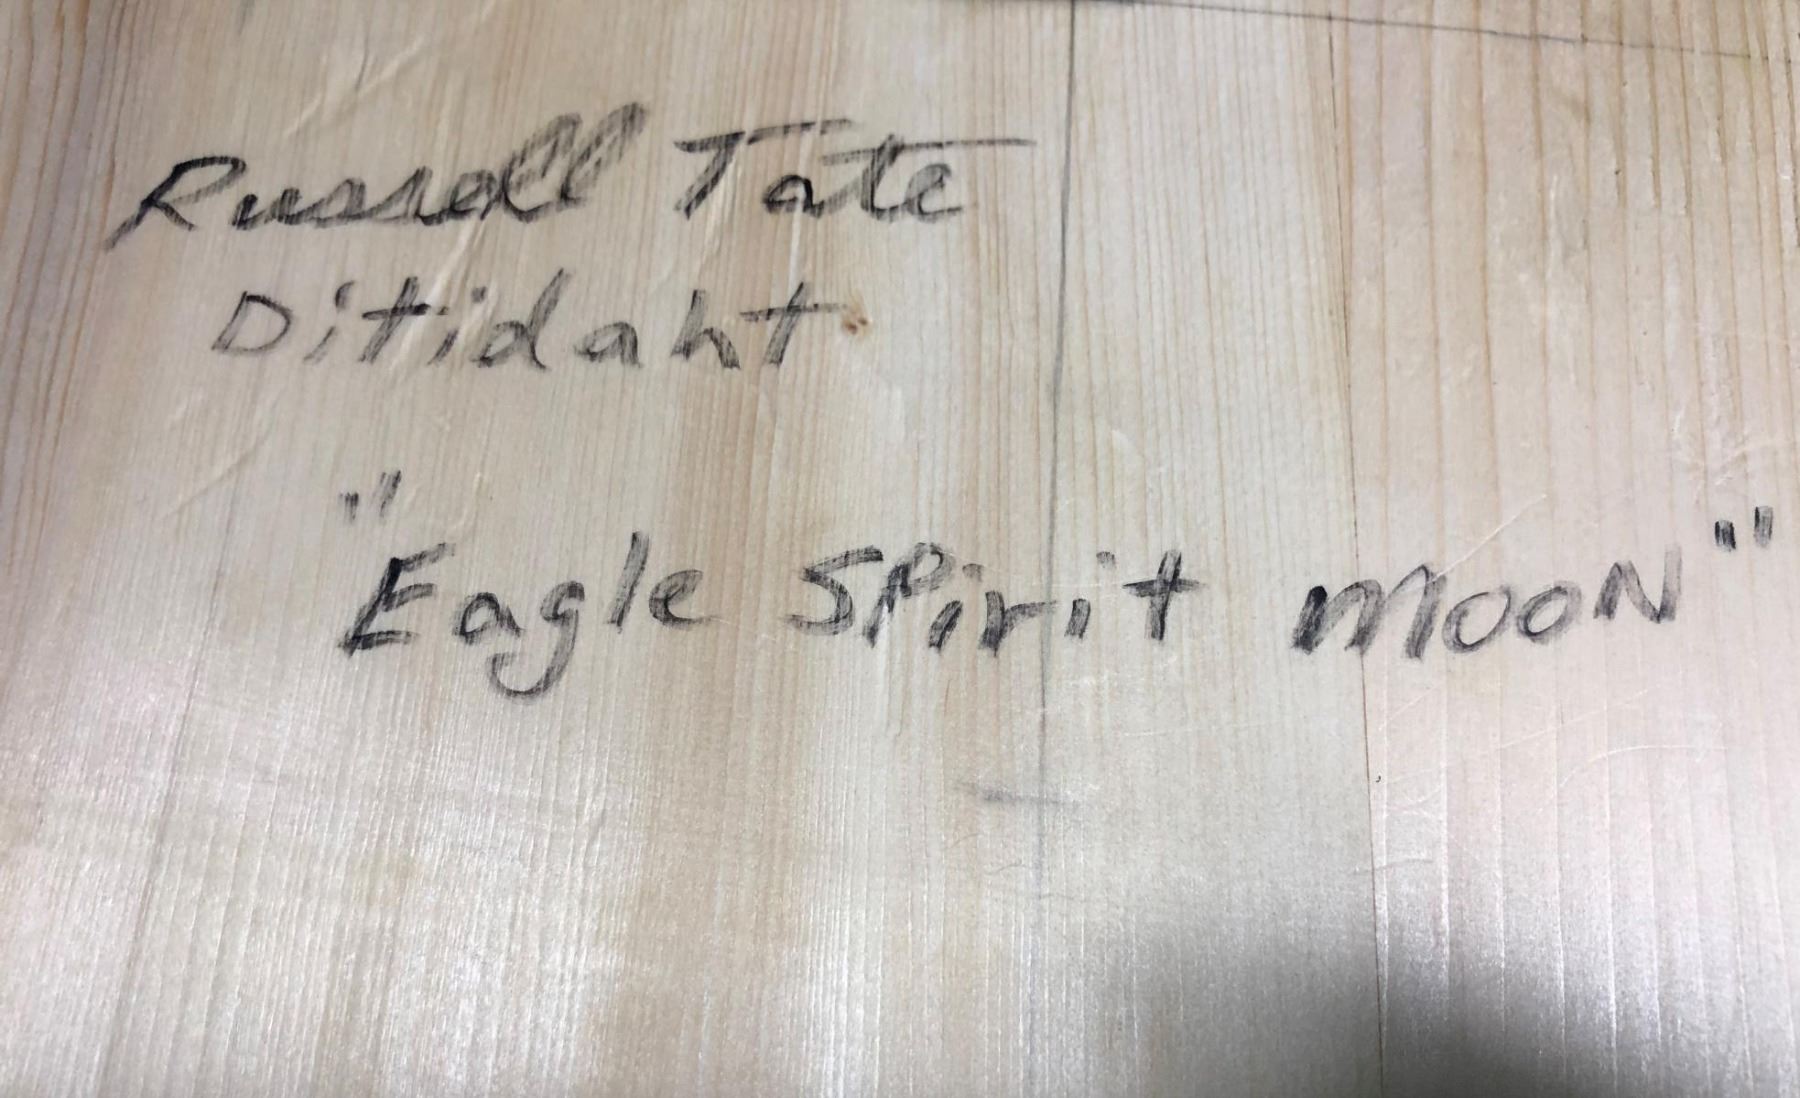 Russell Tate
Ditidaht
"Eagle Spirit Moon"